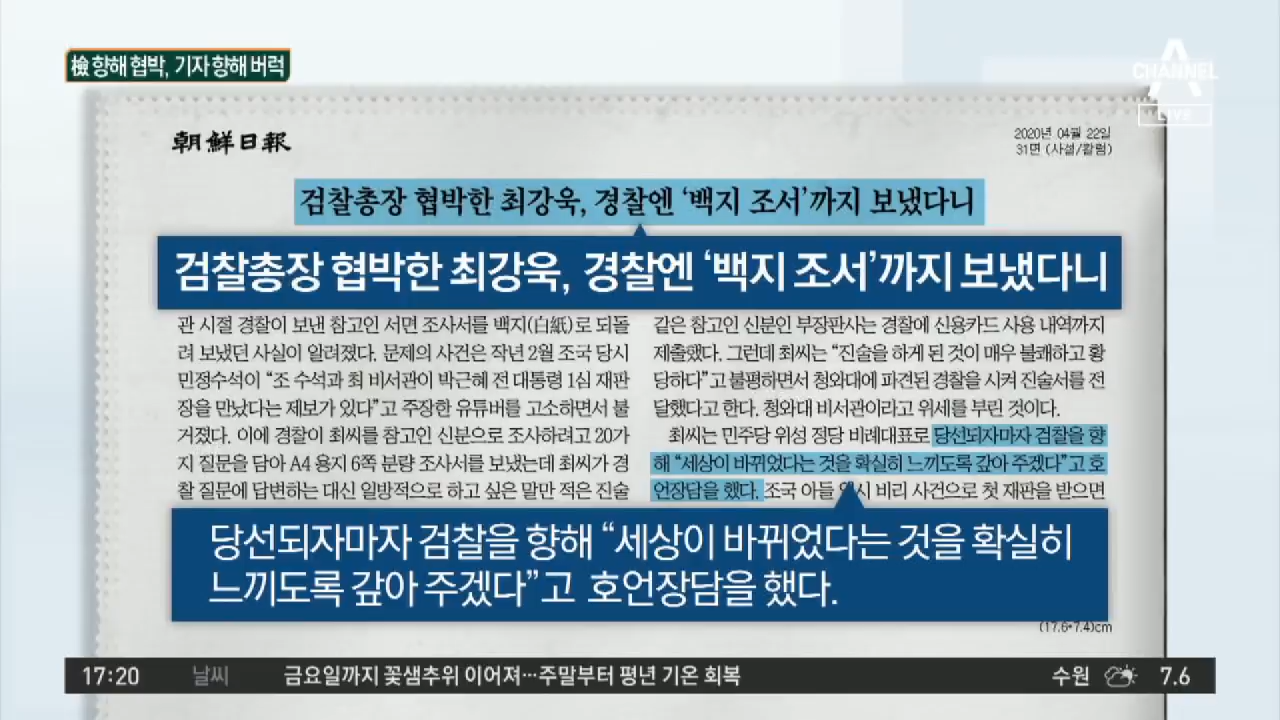 檢 향해 협박, 기자 향해 버럭
CHANNEL A
LIVE
朝鮮日報
2020년 04월 22일
31면 (사설/칼럼)
검찰총장 협박한 최강욱, 경찰엔 ‘백지 조서’까지 보냈다니
검찰총장 협박한 최강욱, 경찰엔 ‘백지 조서’까지 보냈다니
관 시절 경찰이 보낸 참고인 서면 조사서를 백지(白紙)로 되돌
려 보냈던 사실이 알려졌다. 문제의 사건은 작년 2월 조국 당시
민정수석이 “조 수석과 최 비서관이 박근혜 전 대통령 1심 재판
장을 만났다는 제보가 있다”고 주장한 유튜버를 고소하면서 불
거졌다. 이에 경찰이 최씨를 참고인 신분으로 조사하려고 20가
지 질문을 담아 A4 용지 6쪽 분량 조사서를 보냈는데 최씨가 경
찰 질문에 답변하는 대신 일방적으로 하고 싶은 말만 적은 진술
같은 참고인 신분인 부장판사는 경찰에 신용카드 사용 내역까지
제출했다. 그런데 최씨는 “진술을 하게 된 것이 매우 불쾌하고 황
당하다”고 불평하면서 청와대에 파견된 경찰을 시켜 진술서를 전
달했다고 한다. 청와대 비서관이라고 위세를 부린 것이다.
최씨는 민주당 위성 정당 비례대표로 당선되자마자 검찰을 향
해 “세상이 바뀌었다는 것을 확실히 느끼도록 갚아 주겠다”고 호
언장담을 했다. 조국 아들 비리 사건으로 첫 재판을 받으면
당선되자마자 검찰을 향해 “세상이 바뀌었다는 것을 확실히
느끼도록 갚아 주겠다”고 호언장담을 했다.
(17.6*7.4)cm
17:20 날씨 금요일까지 꽃샘추위 이어져…주말부터 평년 기온 회복 수원 7.6